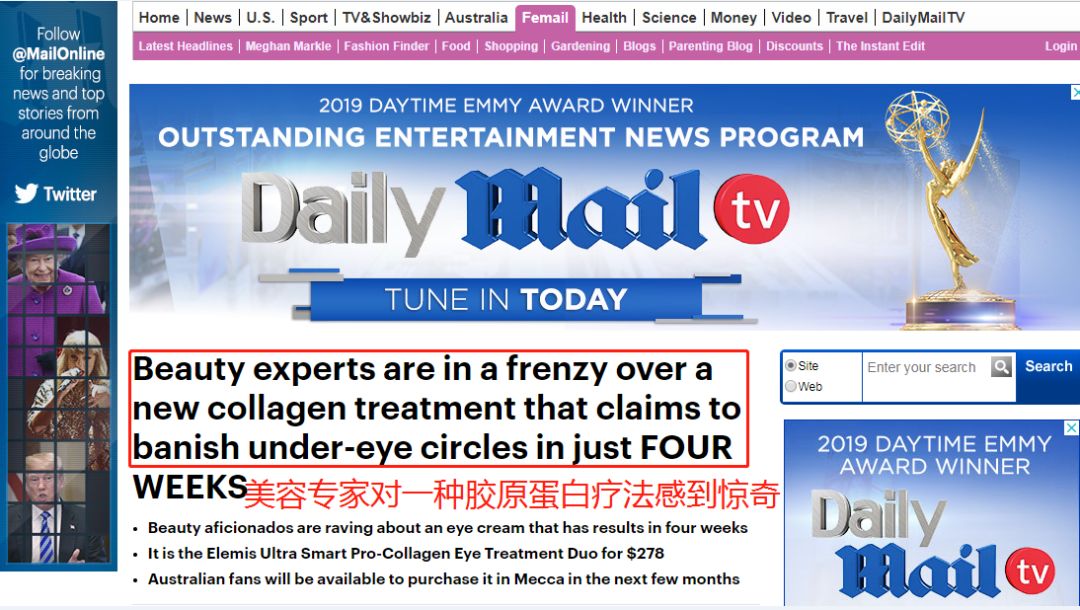 Follow
@MailOnline
for breaking
news and top
stories from
around the
globe
Twitter
Home | News | U.S. | Sport | TV&Showbiz | Australia | Femail | Health | Science | Money | Video | Travel | DailyMailTV
Latest Headlines | Meghan Markle | Fashion Finder | Food | Shopping | Gardening | Blogs | Parenting Blog | Discounts | The Instant Edit
Login
2019 DAYTIME EMMY AWARD WINNER
OUTSTANDING ENTERTAINMENT NEWS PROGRAM
Daily Mail tv
TUNE IN TODAY
Beauty experts are in a frenzy over a
new collagen treatment that claims to
banish under-eye circles in just FOUR
WEEKS
美容专家对一种胶原蛋白疗法感到惊奇
• Beauty aficionados are raving about an eye cream that has results in four weeks
• It is the Elemis Ultra Smart Pro-Collagen Eye Treatment Duo for $278
• Australian fans will be available to purchase it in Mecca in the next few months
Site
Web
Enter your search
Search
2019 DAYTIME EMMY
AWARD WINNER
Daily
Mail tv